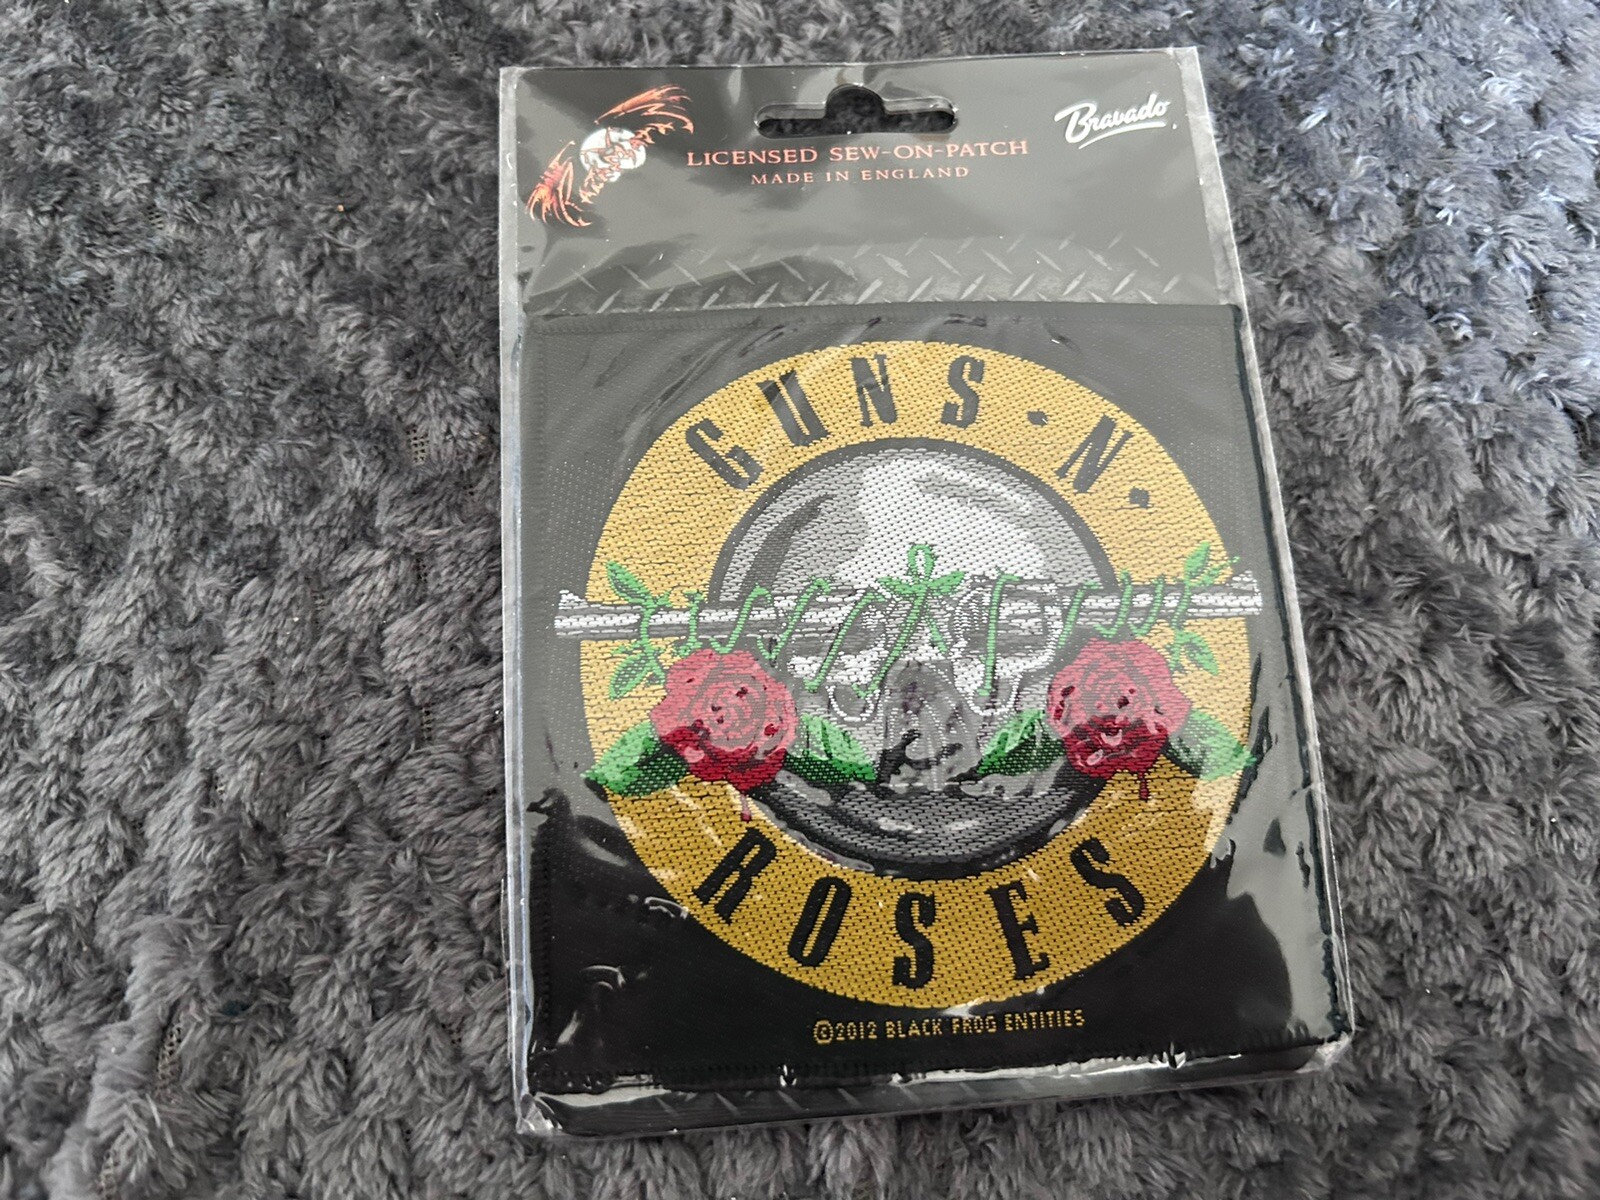 Bravado
LICENSED SEW-ON-PATCH
MADE IN ENGLAND
GUNS·N·
ROSES
©2012 BLACK FROG ENTITIES